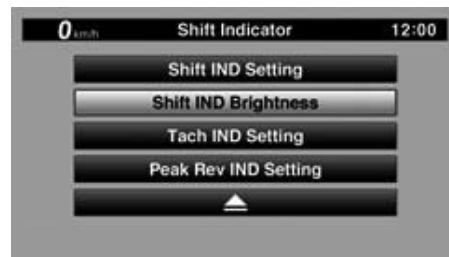 0 km/h Shift Indicator 12:00
Shift IND Setting
Shift IND Brightness
Tach IND Setting
Peak Rev IND Setting